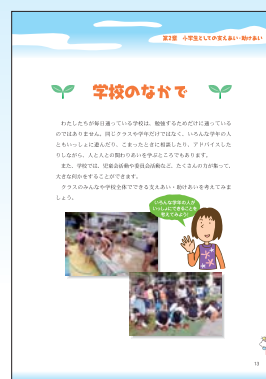 第2章　小学生としての支えあい・助けあい
学校のなかで
わたしたちが毎日通っている学校は、勉強するためだけに通っている
のではありません。同じクラスや学年だけではなく、いろんな学年の人
ともいっしょに遊んだり、こまったときに相談したり、アドバイスした
りしながら、人と人との関わりあいを学ぶところでもあります。
また、学校では、児童会活動や委員会活動など、たくさんの力が集って、
大きな何かをすることができます。
クラスのみんなや学校全体でできる支えあい・助けあいを考えてみま
しょう。
いろんな学年の人が
いっしょにできることを
考えてみよう!
13